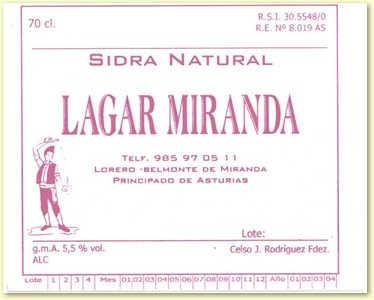 70 cl.
R.S.I. 30.5548/0
R.E. Nº 8.019 AS
SIDRA NATURAL
LAGAR MIRANDA
TELF. 985 97 05 11
LORERO ·BELMONTE DE MIRANDA
PRINCIPADO DE ASTURIAS
Lote:
g.m.A. 5,5 % vol.
Celso J. Rodríguez Fdez.
ALC
Lote 1 2 3 4 Mes 01 02 03 04 05 06 07 08 09 10 11 12 Año 01 02 03 04